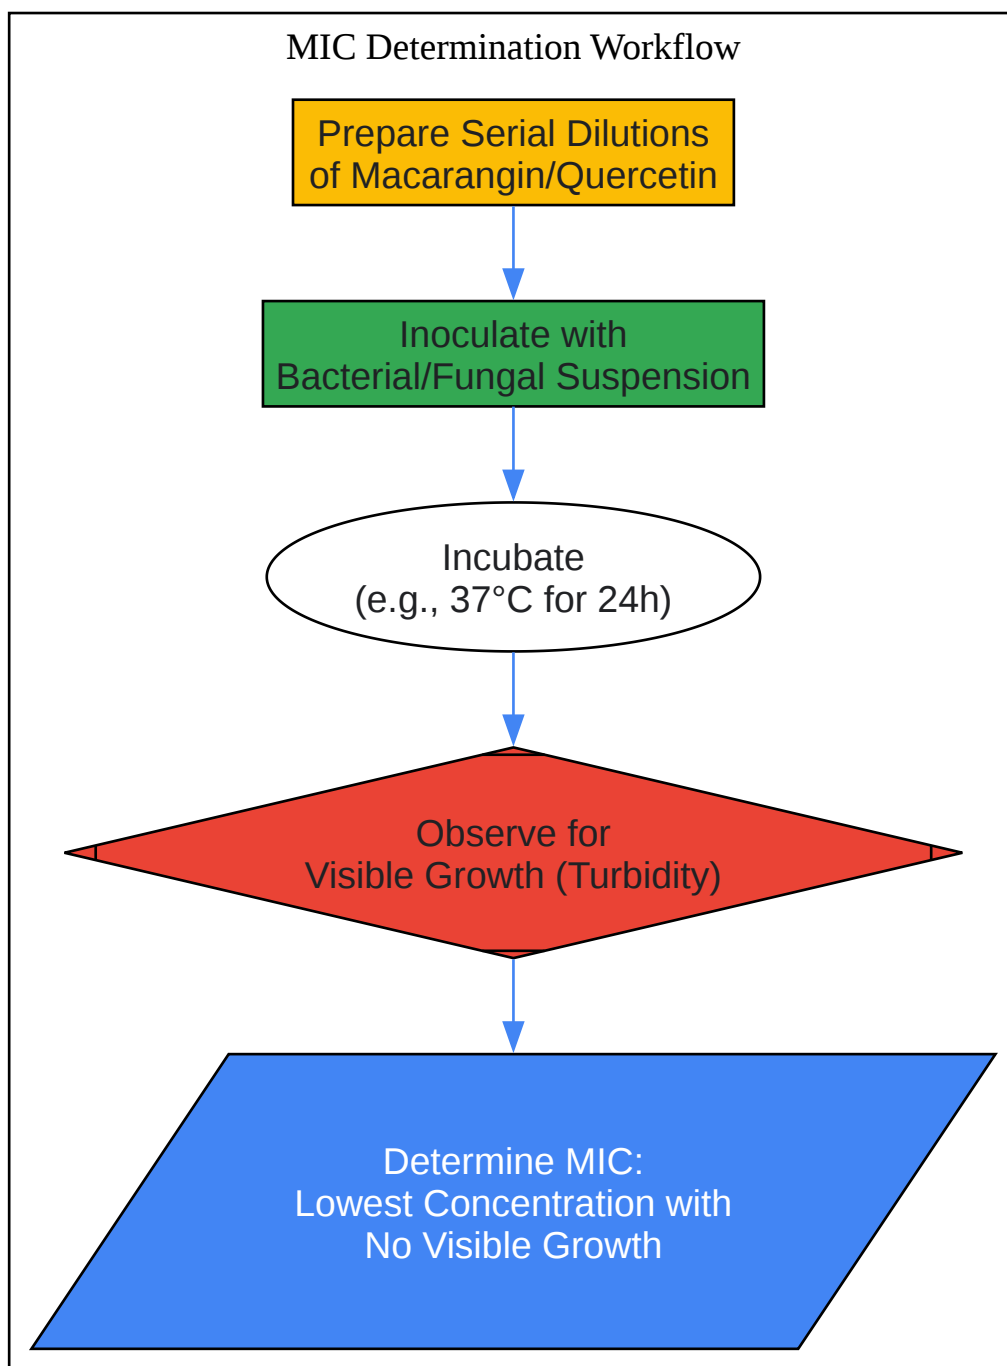 MIC Determination Workflow
Prepare Serial Dilutions
of Macarangin/Quercetin
Inoculate with
Bacterial/Fungal Suspension
Incubate
(e.g., 37°C for 24h)
Observe for
Visible Growth (Turbidity)
Determine MIC:
Lowest Concentration with
No Visible Growth